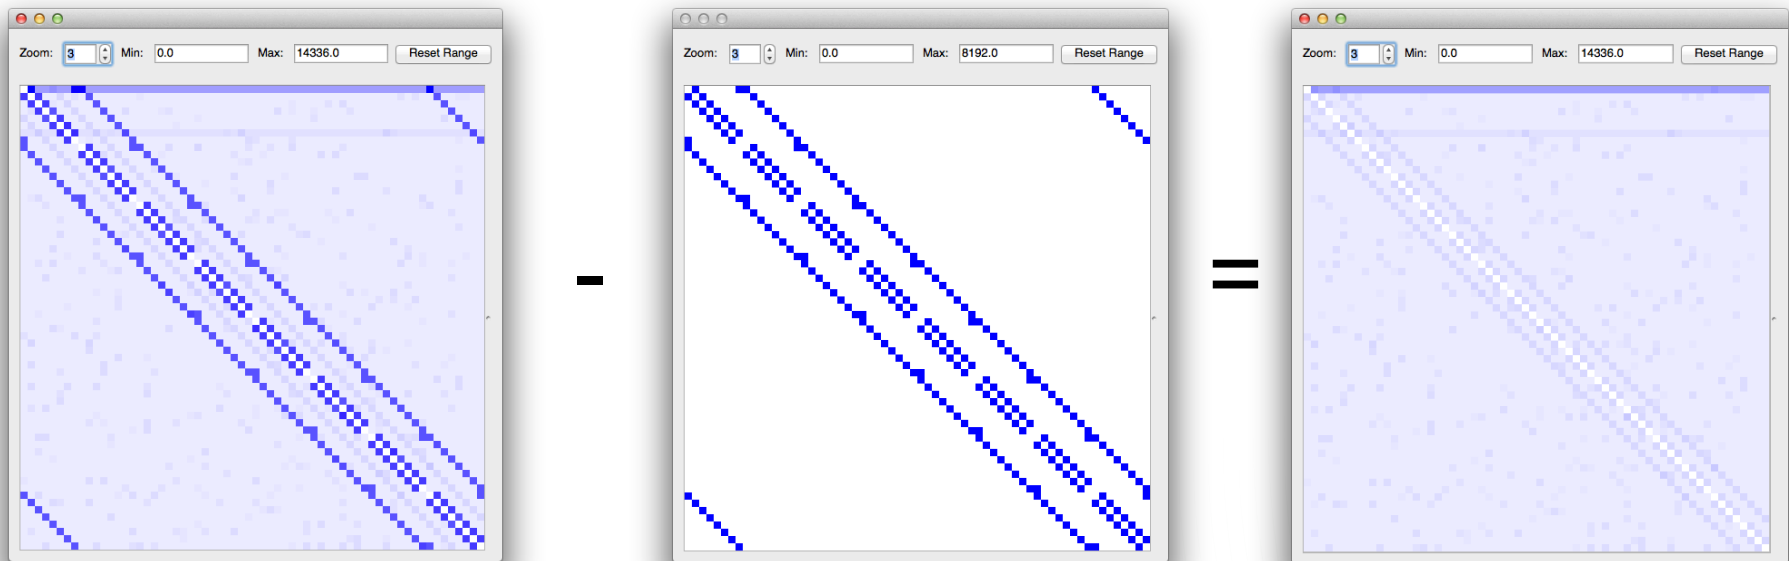 Zoom: 3 Min: 0.0 Max: 14336.0 Reset Range
-
Zoom: 3 Min: 0.0 Max: 8192.0 Reset Range
=
Zoom: 3 Min: 0.0 Max: 14336.0 Reset Range